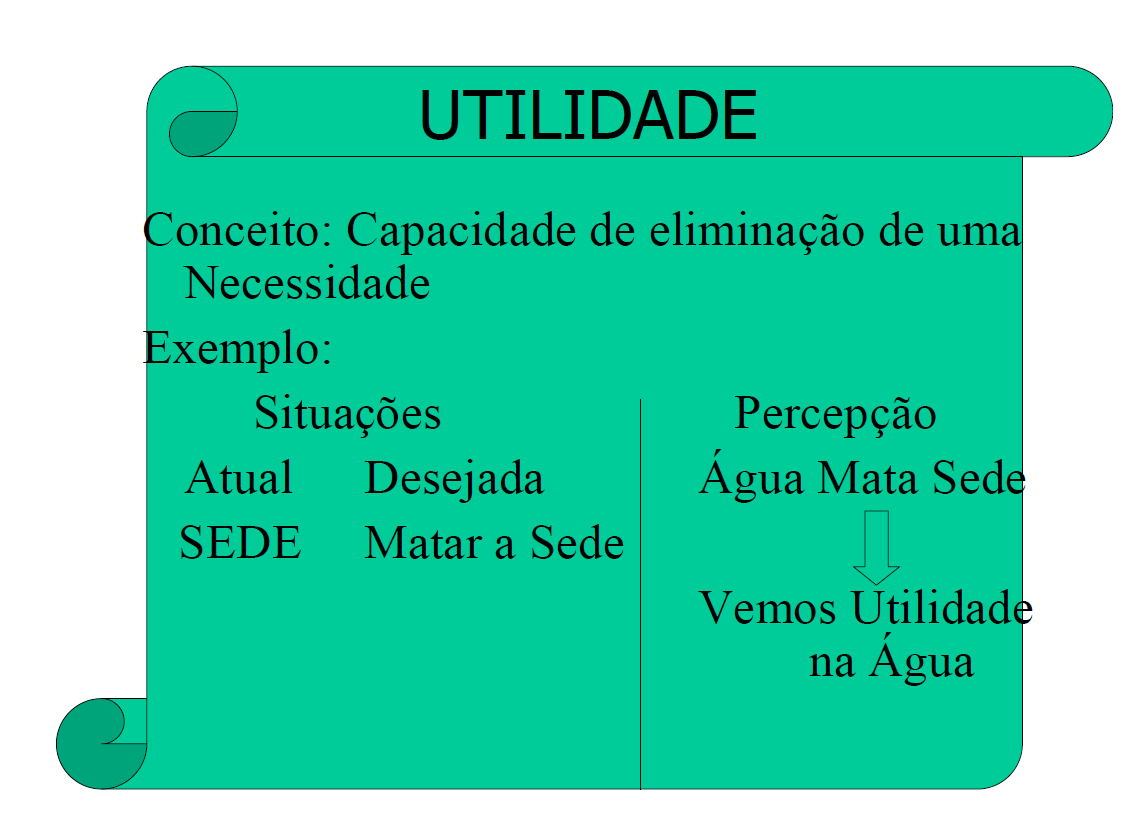 UTILIDADE
Conceito: Capacidade de eliminação de uma
Necessidade
Exemplo:
Situações
Atual Desejada
SEDE Matar a Sede
Percepção
Água Mata Sede
Vemos Utilidade
na Água